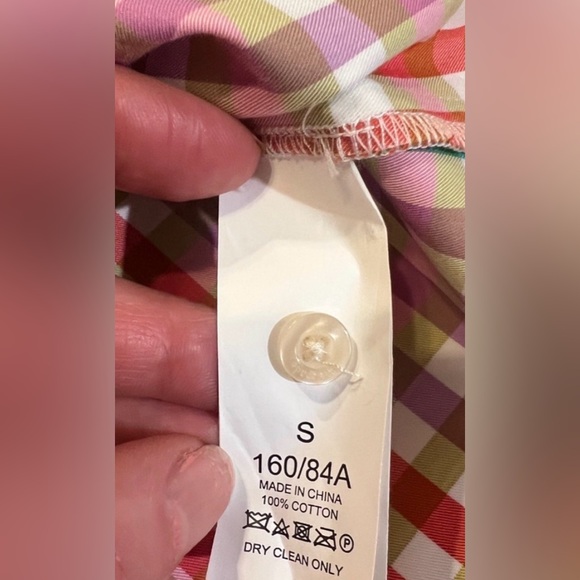 S
160/84A
MADE IN CHINA
100% COTTON
P
DRY CLEAN ONLY